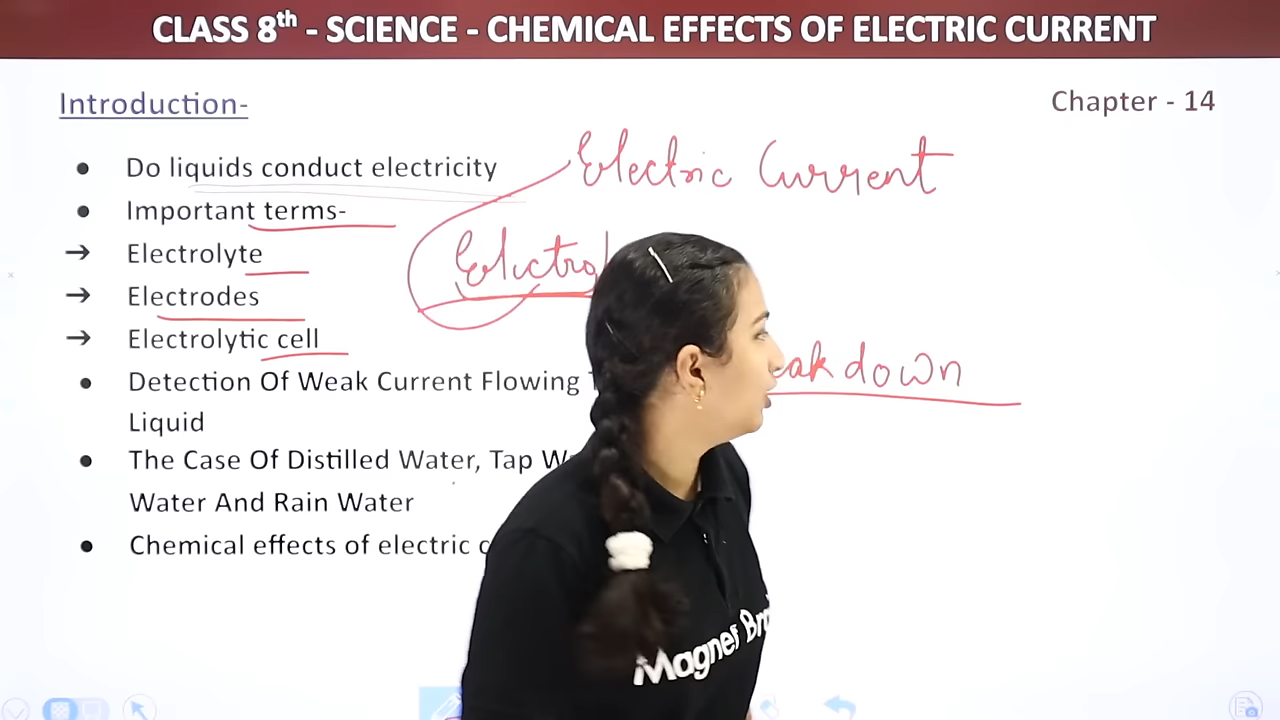 CLASS 8th - SCIENCE - CHEMICAL EFFECTS OF ELECTRIC CURRENT
Introduction-
Chapter - 14
Do liquids conduct electricity
Electric Current
Important terms-
Electrolyte
Electrodes
Electrolytic cell
Detection Of Weak Current Flowing
Liquid
The Case Of Distilled Water, Tap
Water And Rain Water
Chemical effects of electric
down
Magnet